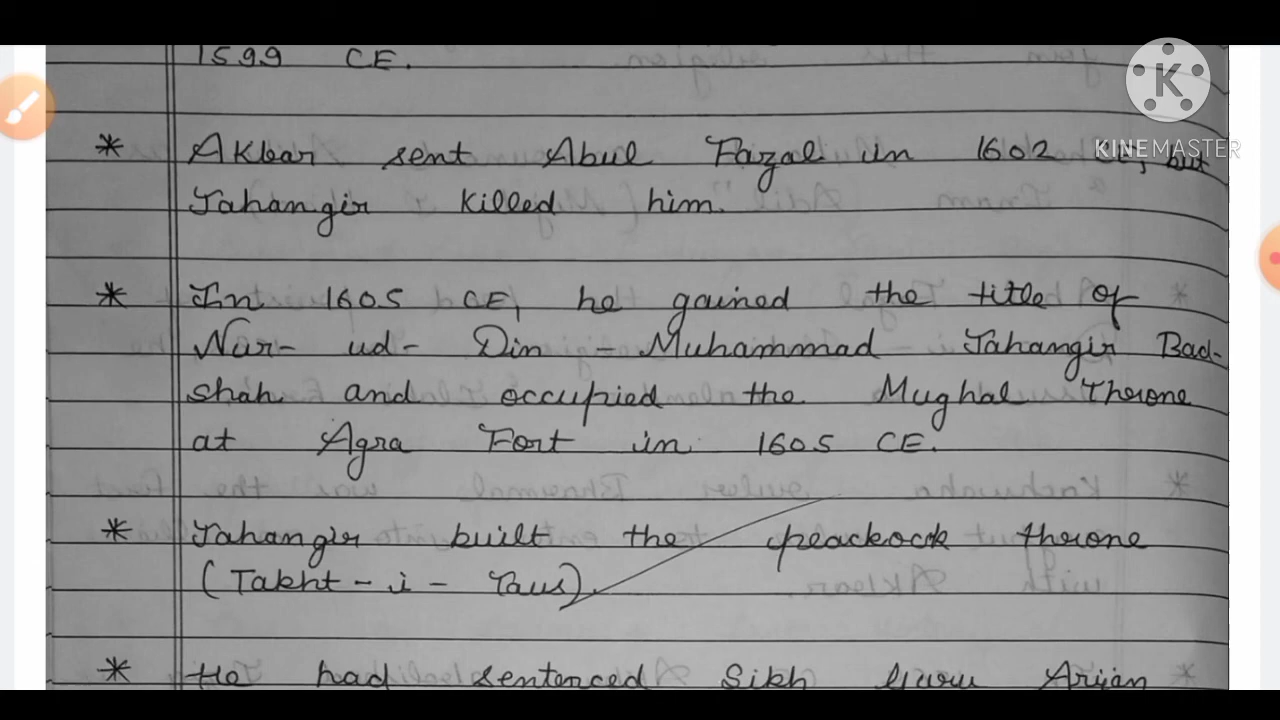 1599 CE.
* Akbar sent Abul Fazal in 1602 CE, but
Jahangir killed him.
* In 1605 CE, he gained the title of
Nur-ud-Din-Muhammad Jahangir Bad-
shah and occupied the Mughal Throne
at Agra Fort in 1605 CE.
* Jahangir built the peackock throne
(Takht-i-Taus).
* He had sentenced Sikh Guru Arjan
K
KINEMASTER